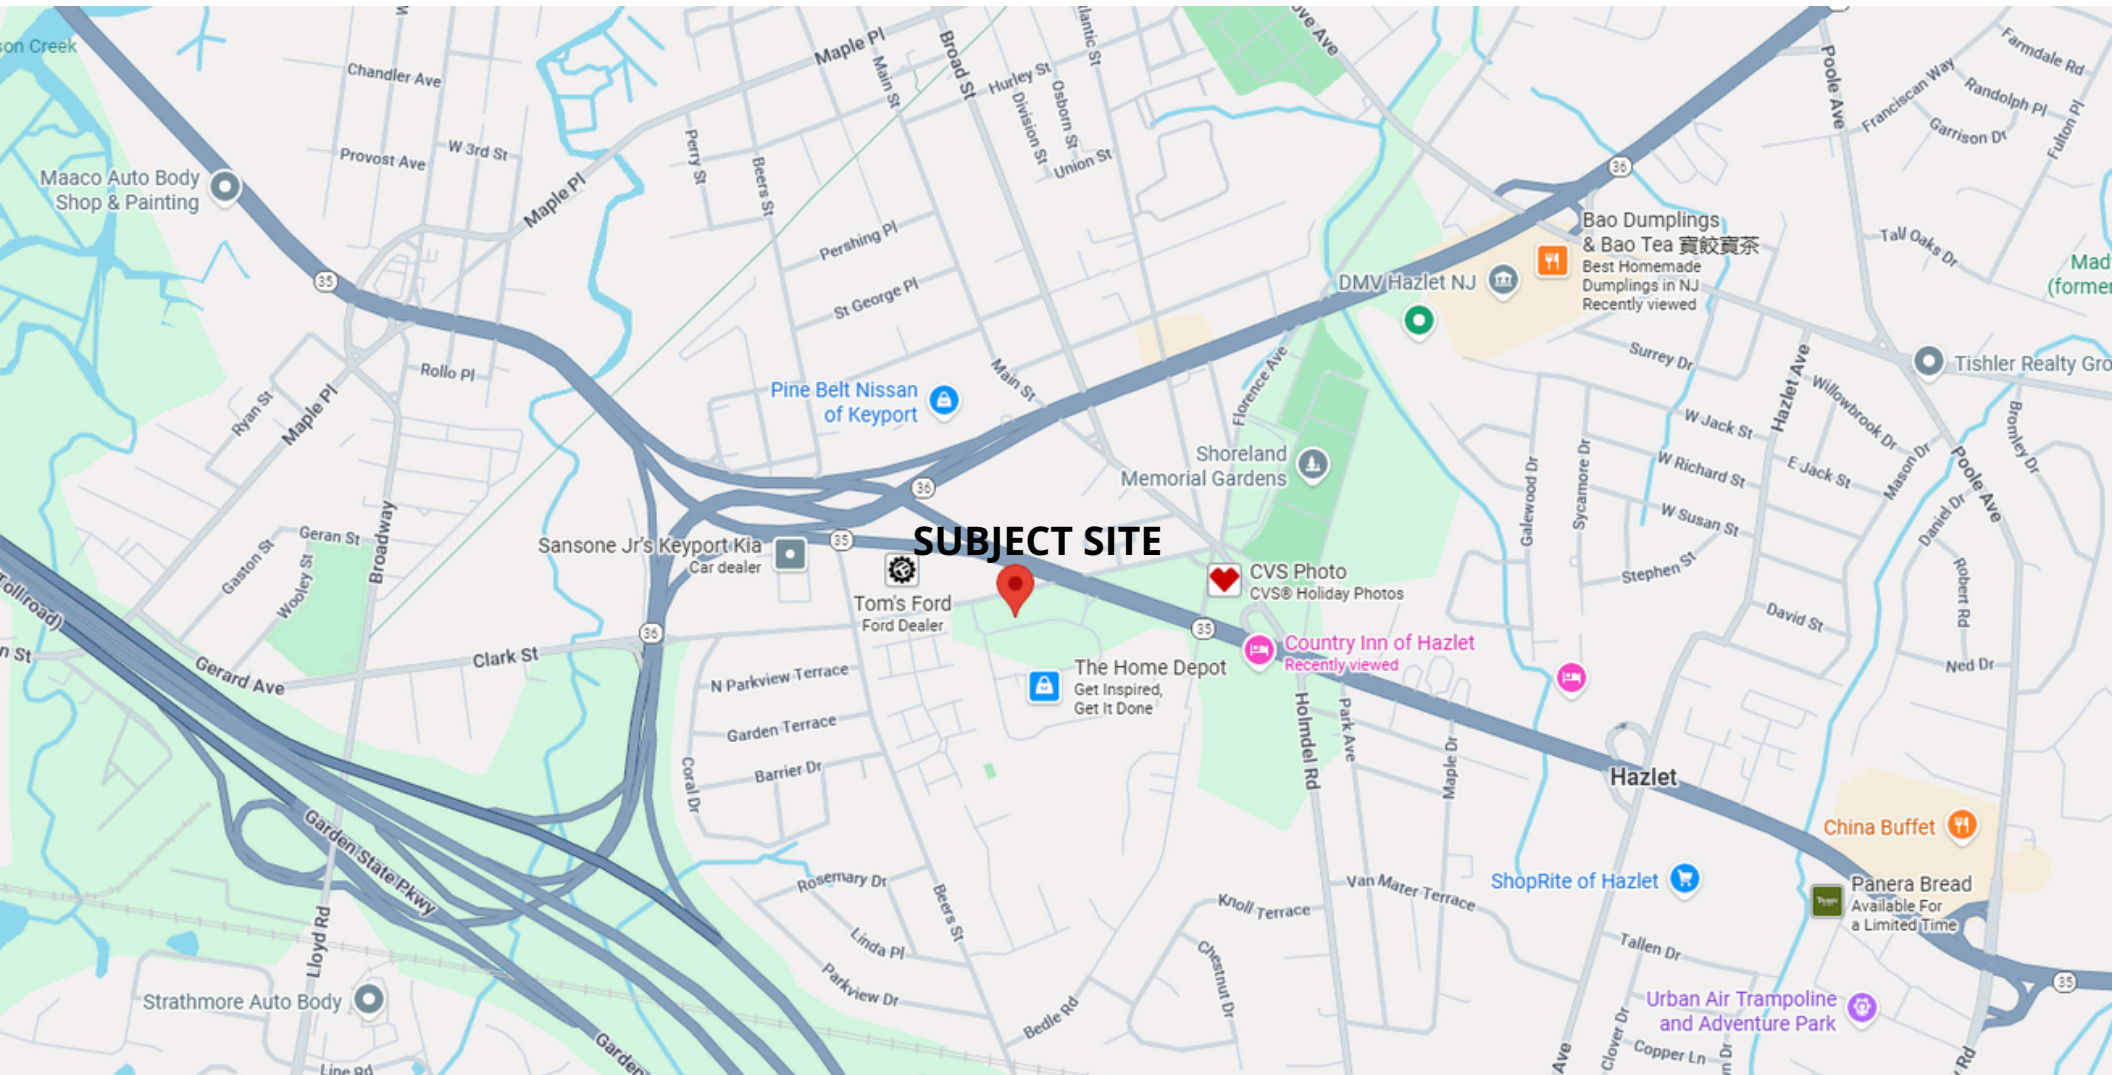 son Creek
Chandler Ave
Provost Ave
W 3rd St
Maple Pl
Maple Pl
Main St
Broad St
Hurley St
Division St
Osborn St
Union St
Perry St
Beers St
Pershing Pl
St George Pl
ove Ave
lantic St
Poole Ave
Franciscan Way
Farmdale Rd
Randolph Pl
Garrison Dr
Fulton Pl
Maaco Auto Body
Shop & Painting
35
36
Bao Dumplings
& Bao Tea 寶餃寶茶
Best Homemade
Dumplings in NJ
Recently viewed
DMV Hazlet NJ
Tall Oaks Dr
Mad
(former
Tishler Realty Gro
Surrey Dr
Hazlet Ave
Willowbrook Dr
W Jack St
E Jack St
Mason Dr
W Richard St
W Susan St
Stephen St
David St
Galewood Dr
Sycamore Dr
Poole Ave
Bromley Dr
Daniel Dr
Robert Rd
Ned Dr
Rollo Pl
Ryan St
Maple Pl
Pine Belt Nissan
of Keyport
Main St
Florence Ave
Shoreland
Memorial Gardens
36
SUBJECT SITE
35
Sansone Jr's Keyport Kia
Car dealer
Tom's Ford
Ford Dealer
CVS Photo
CVS® Holiday Photos
35
Country Inn of Hazlet
Recently viewed
The Home Depot
Get Inspired,
Get It Done
Geran St
Gaston St
Wooley St
Broadway
Toll road)
n St
Gerard Ave
Clark St
36
N Parkview Terrace
Garden Terrace
Barrier Dr
Coral Dr
Holmdel Rd
Park Ave
Maple Dr
Hazlet
China Buffet
ShopRite of Hazlet
Panera Bread
Available For
a Limited Time
Garden State Pkwy
Lloyd Rd
Rosemary Dr
Linda Pl
Parkview Dr
Beers St
Bedle Rd
Knoll Terrace
Chestnut Dr
Van Mater Terrace
Tallen Dr
Clover Dr
Copper Ln
n Dr
Ave
Rd
35
Urban Air Trampoline
and Adventure Park
Strathmore Auto Body
Line Rd
Garden